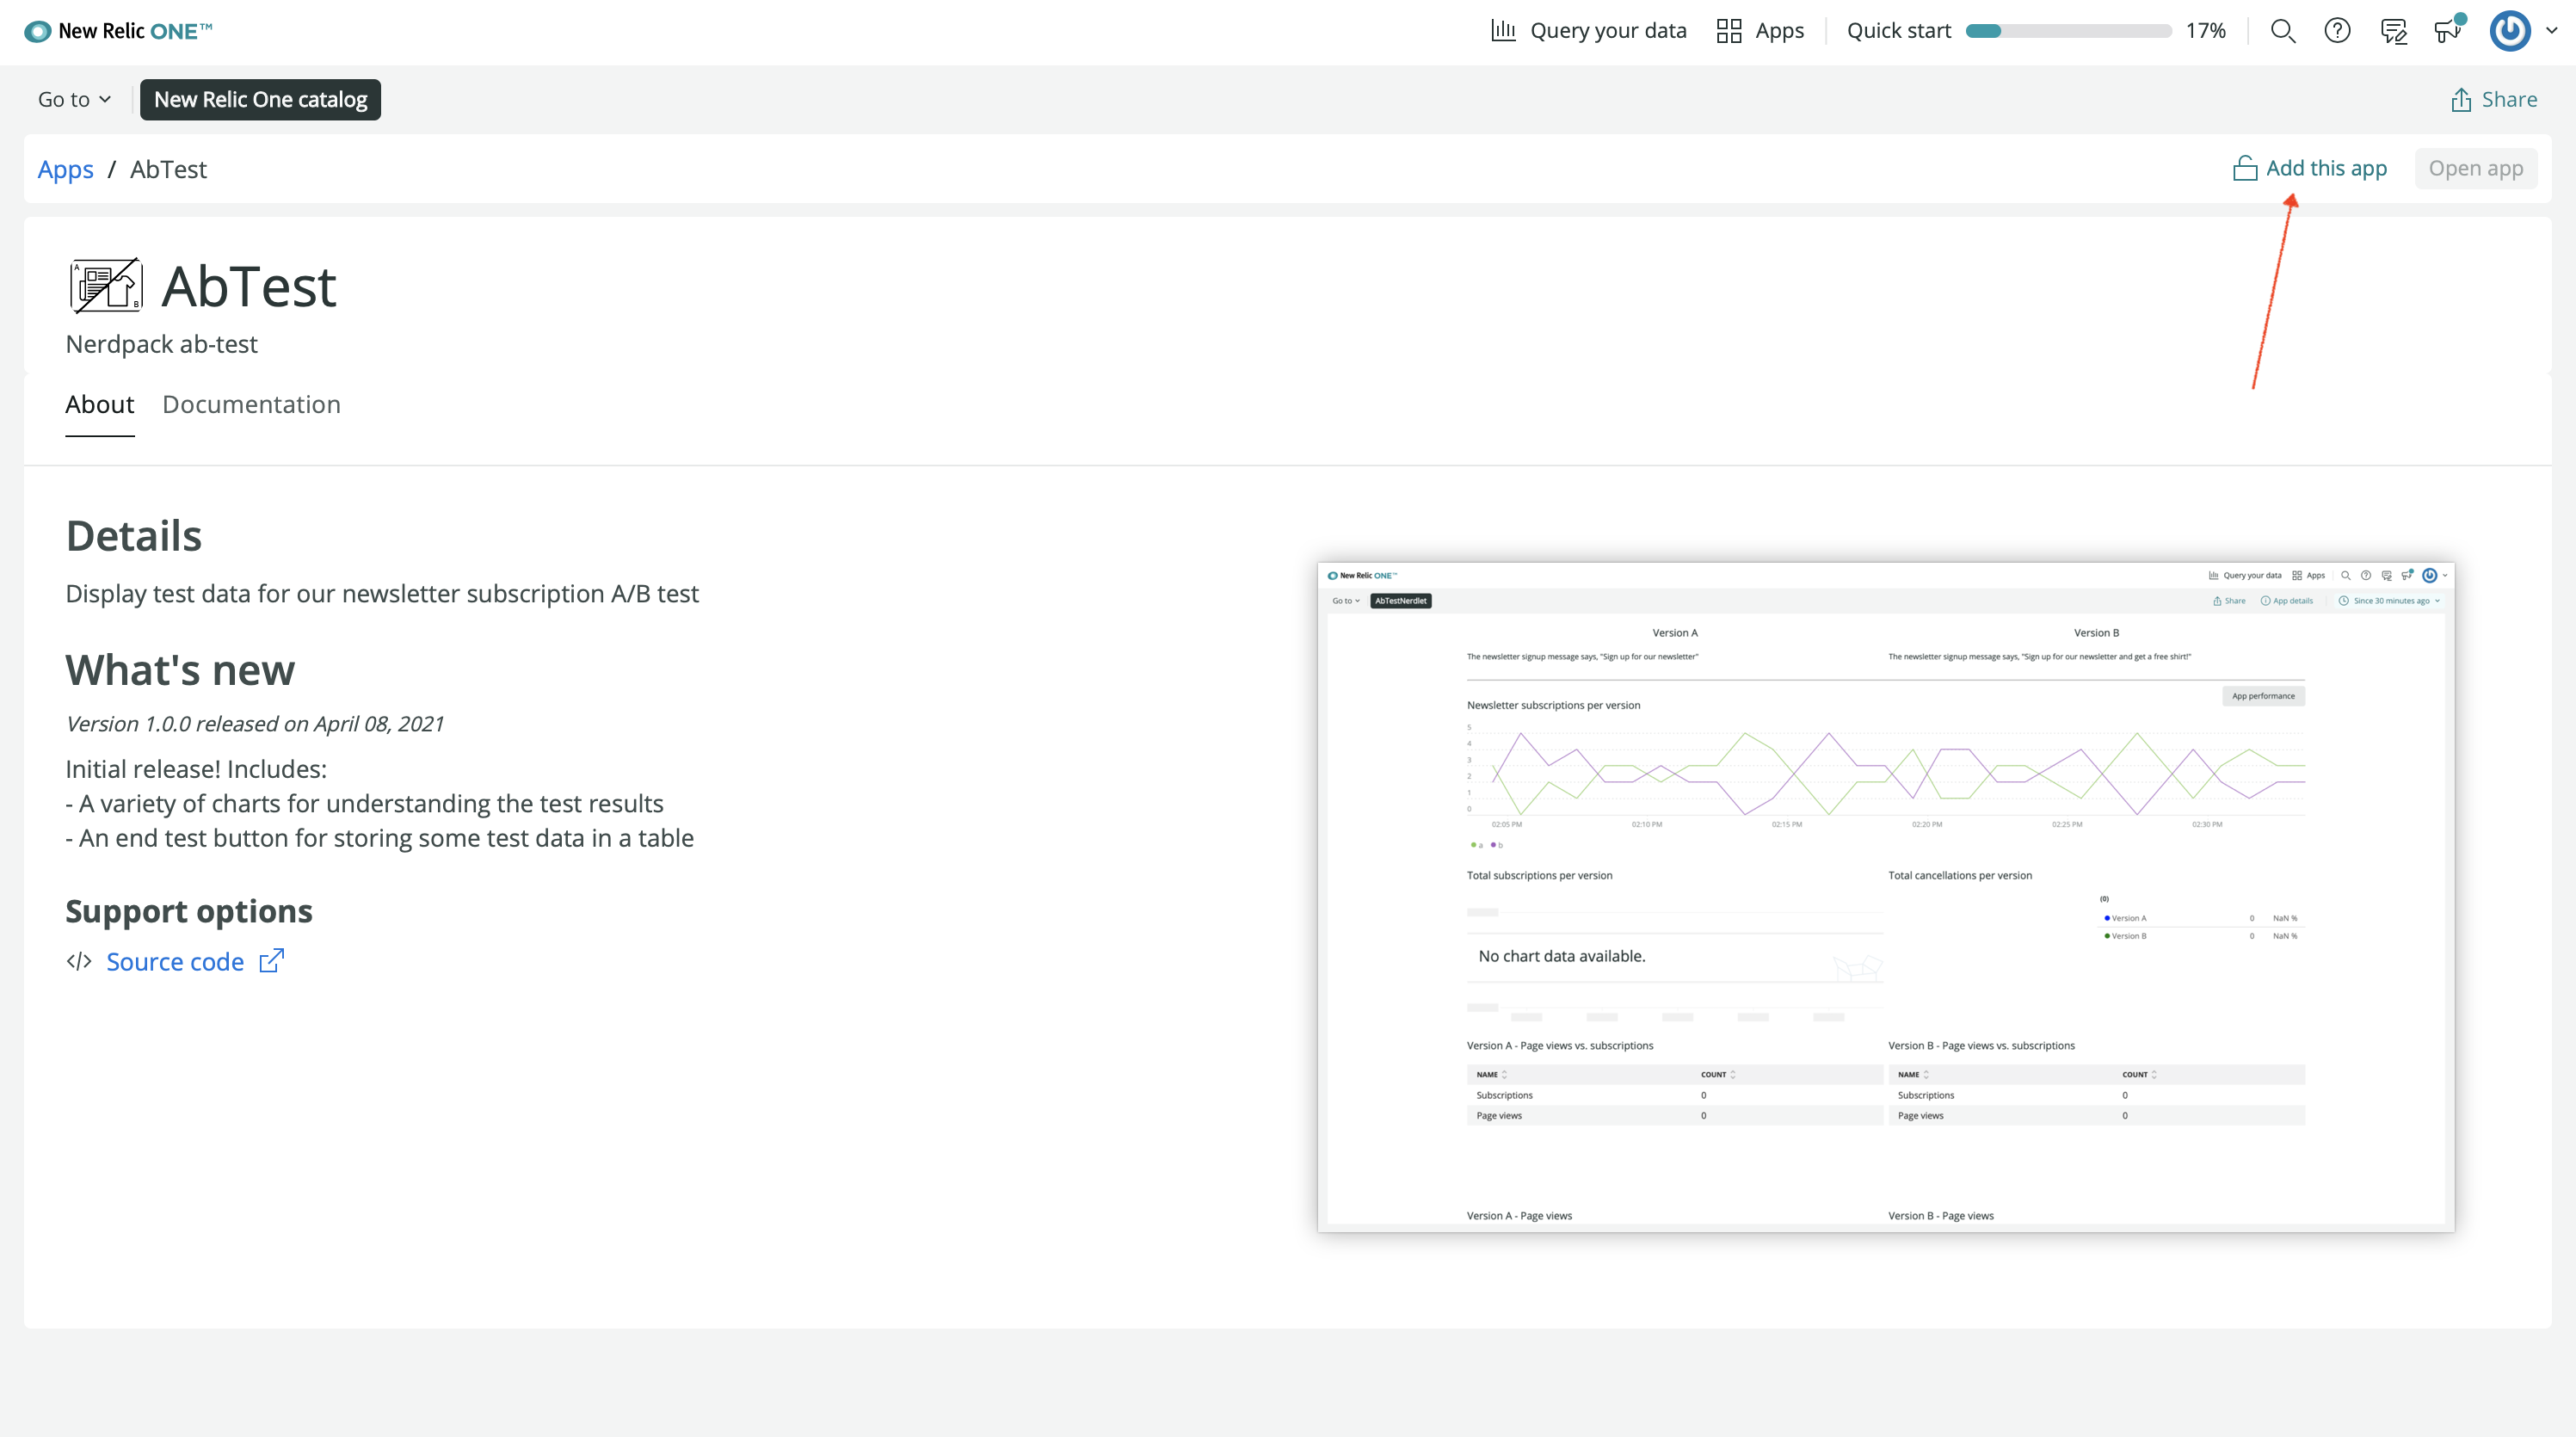 New Relic ONE™
Query your data
Apps
Quick start
17%
Go to
New Relic One catalog
Share
Apps / AbTest
Add this app
Open app
A
B
AbTest
Nerdpack ab-test
About
Documentation
Details
Display test data for our newsletter subscription A/B test
What's new
Version 1.0.0 released on April 08, 2021
Initial release! Includes:
- A variety of charts for understanding the test results
- An end test button for storing some test data in a table
Support options
</> Source code
New Relic ONE™
Query your data
Apps
Go to
AbTestNerdlet
Share
App details
Since 30 minutes ago
Version A
Version B
The newsletter signup message says, "Sign up for our newsletter"
The newsletter signup message says, "Sign up for our newsletter and get a free shirt!"
App performance
Newsletter subscriptions per version
5
4
3
2
1
0
02:05 PM
02:10 PM
02:15 PM
02:20 PM
02:25 PM
02:30 PM
a
b
Total subscriptions per version
Total cancellations per version
No chart data available.
(0)
Version A 0 NaN %
Version B 0 NaN %
Version A - Page views vs. subscriptions
Version B - Page views vs. subscriptions
NAME COUNT
NAME COUNT
Subscriptions 0
Subscriptions 0
Page views 0
Page views 0
Version A - Page views
Version B - Page views